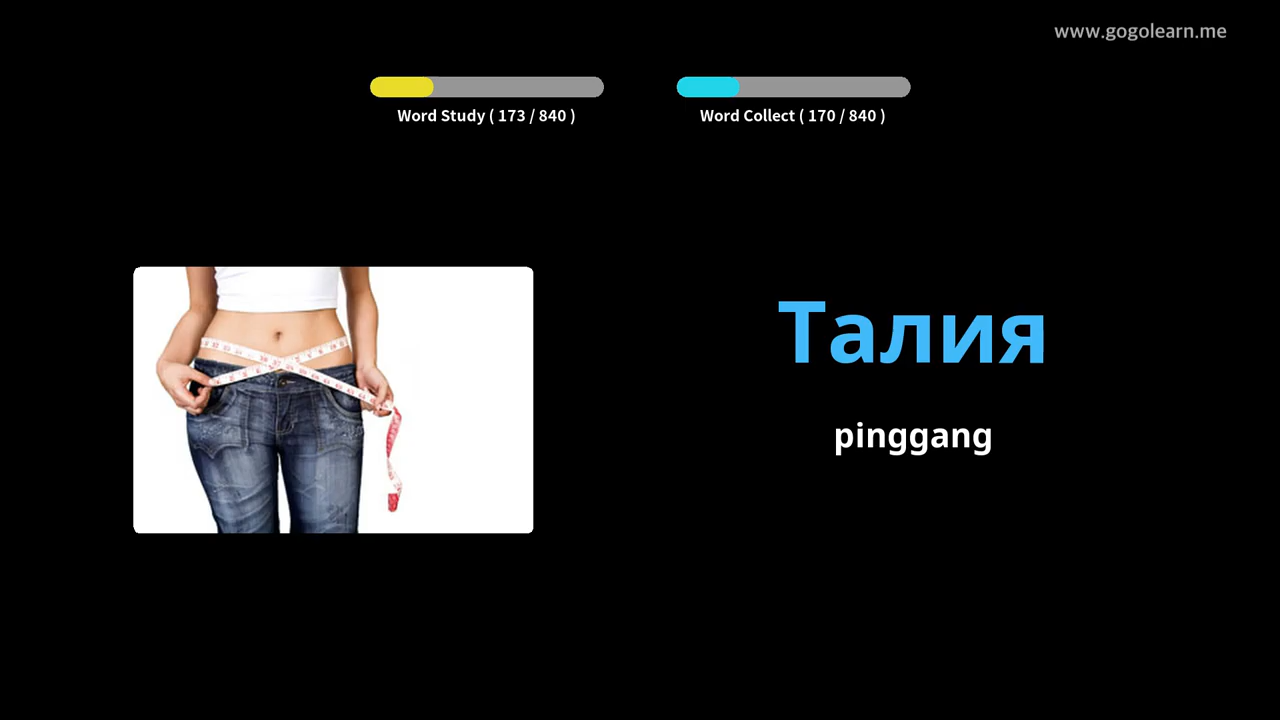 www.gogolearn.me
Word Study ( 173 / 840 )
Word Collect ( 170 / 840 )
Талия
pinggang